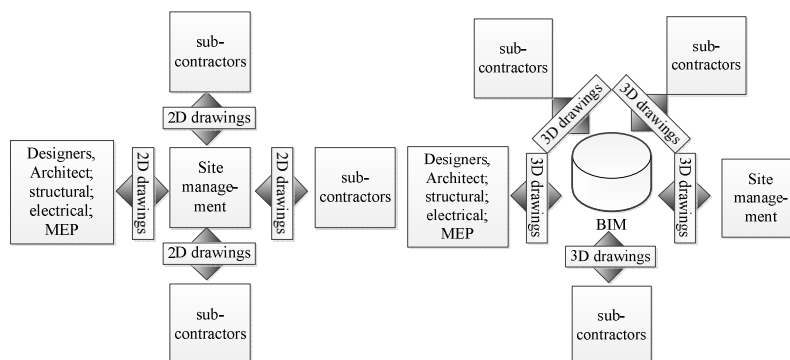 sub-
contractors
2D drawings
Designers,
Architect;
structural;
electrical;
MEP
2D drawings
Site
manage-
ment
2D drawings
sub-
contractors
2D drawings
sub-
contractors
sub-
contractors
sub-
contractors
3D drawings
3D drawings
Designers,
Architect;
structural;
electrical;
MEP
3D drawings
BIM
3D drawings
Site
manage-
ment
3D drawings
sub-
contractors